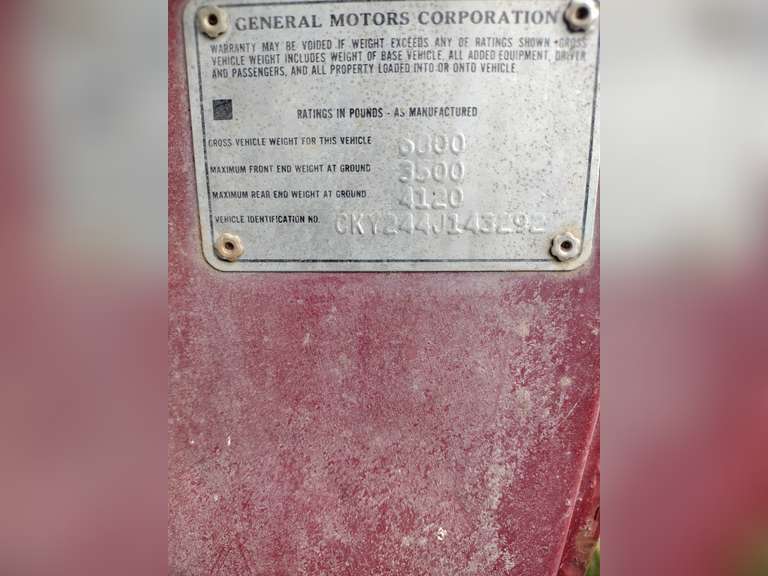 GENERAL MOTORS CORPORATION
WARRANTY MAY BE VOIDED IF WEIGHT EXCEEDS ANY OF RATINGS SHOWN •GROSS
VEHICLE WEIGHT INCLUDES WEIGHT OF BASE VEHICLE, ALL ADDED EQUIPMENT, DRIVER
AND PASSENGERS, AND ALL PROPERTY LOADED INTO OR ONTO VEHICLE.
RATINGS IN POUNDS - AS MANUFACTURED
GROSS VEHICLE WEIGHT FOR THIS VEHICLE 6800
MAXIMUM FRONT END WEIGHT AT GROUND 3500
MAXIMUM REAR END WEIGHT AT GROUND 4120
VEHICLE IDENTIFICATION NO. CKY244J143292